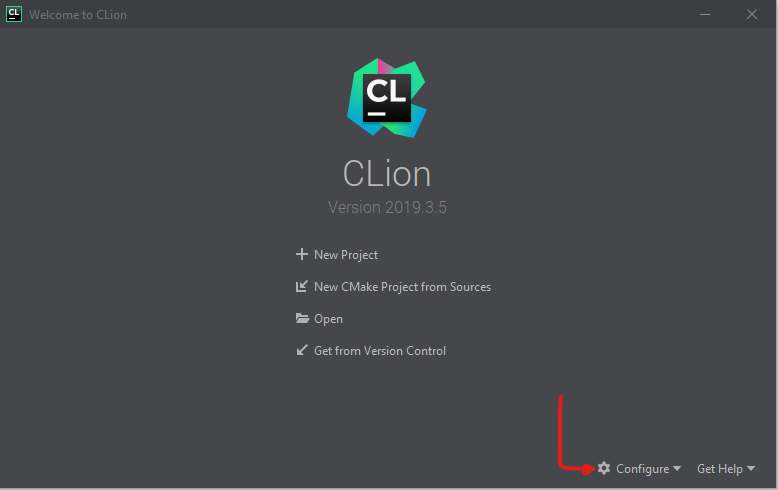 CL Welcome to CLion
CL
CLion
Version 2019.3.5
New Project
New CMake Project from Sources
Open
Get from Version Control
Configure Get Help